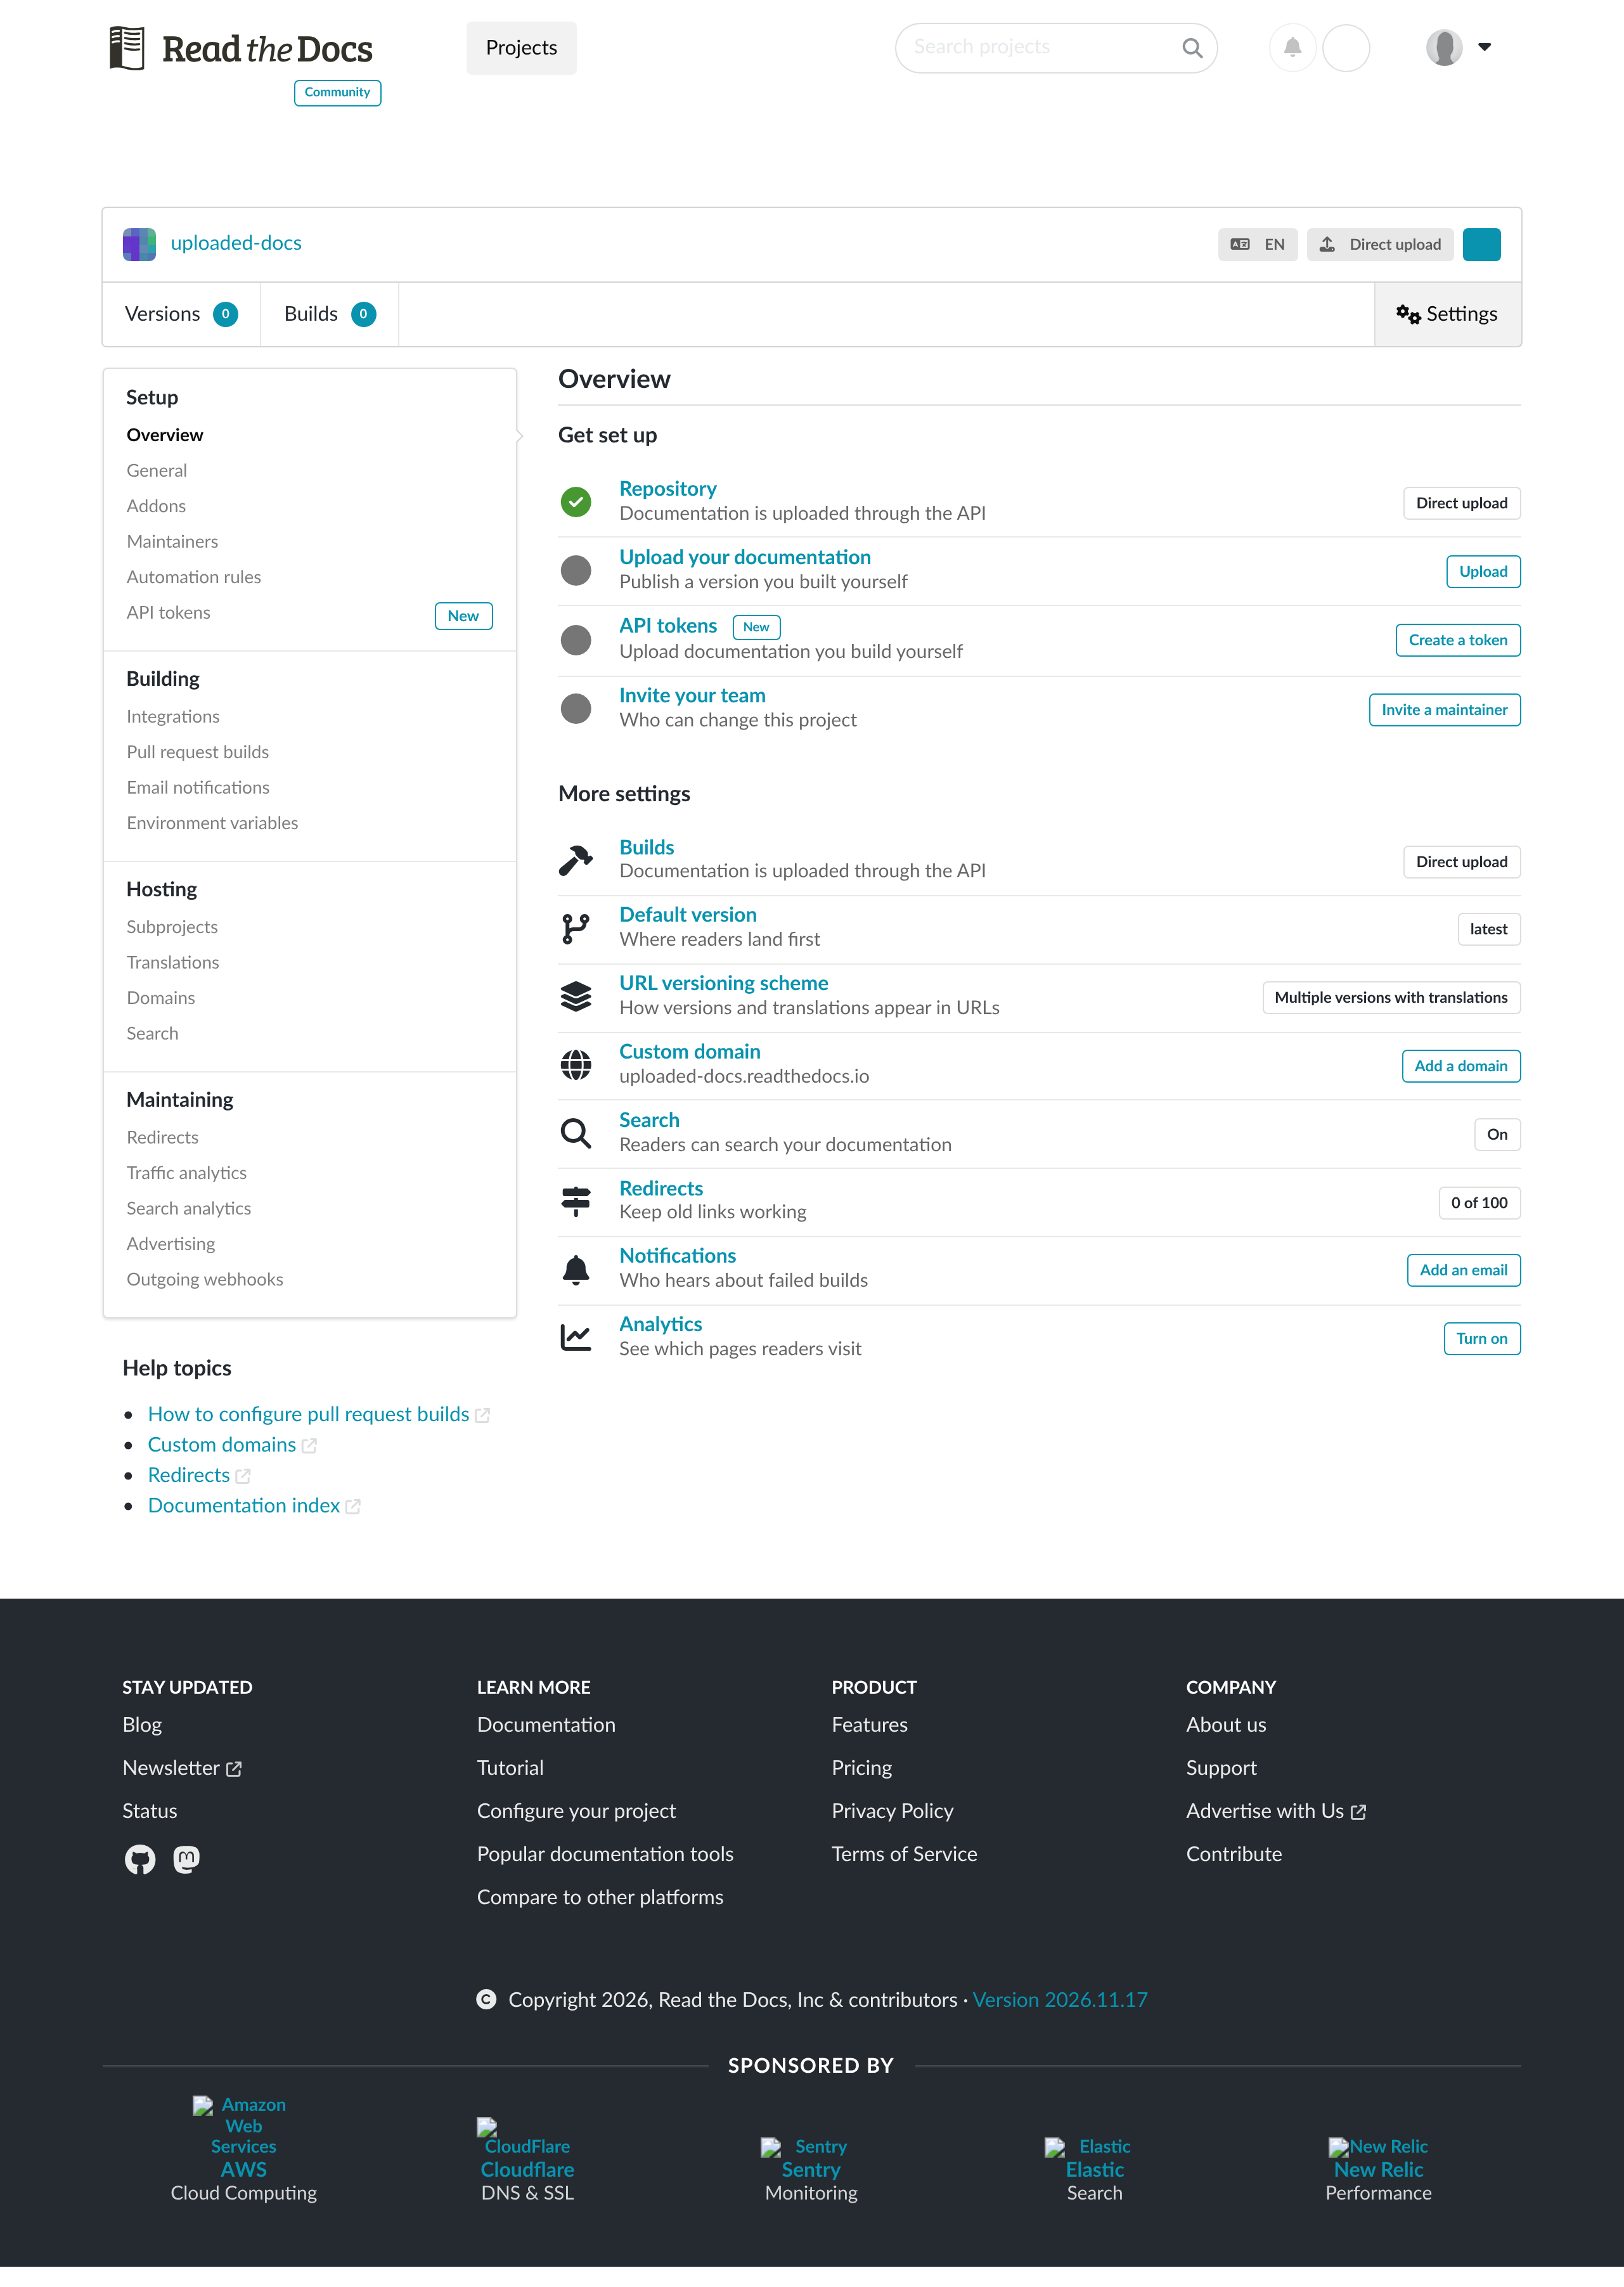 Read the Docs
Community
Projects
Search projects
uploaded-docs
EN
Direct upload
Versions 0
Builds 0
Settings
Setup
Overview
General
Addons
Maintainers
Automation rules
API tokens New
Building
Integrations
Pull request builds
Email notifications
Environment variables
Hosting
Subprojects
Translations
Domains
Search
Maintaining
Redirects
Traffic analytics
Search analytics
Advertising
Outgoing webhooks
Help topics
How to configure pull request builds
Custom domains
Redirects
Documentation index
Overview
Get set up
Repository
Documentation is uploaded through the API
Direct upload
Upload your documentation
Publish a version you built yourself
Upload
API tokens New
Upload documentation you build yourself
Create a token
Invite your team
Who can change this project
Invite a maintainer
More settings
Builds
Documentation is uploaded through the API
Direct upload
Default version
Where readers land first
latest
URL versioning scheme
How versions and translations appear in URLs
Multiple versions with translations
Custom domain
uploaded-docs.readthedocs.io
Add a domain
Search
Readers can search your documentation
On
Redirects
Keep old links working
0 of 100
Notifications
Who hears about failed builds
Add an email
Analytics
See which pages readers visit
Turn on
STAY UPDATED
Blog
Newsletter
Status
LEARN MORE
Documentation
Tutorial
Configure your project
Popular documentation tools
Compare to other platforms
PRODUCT
Features
Pricing
Privacy Policy
Terms of Service
COMPANY
About us
Support
Advertise with Us
Contribute
Copyright 2026, Read the Docs, Inc & contributors · Version 2026.11.17
SPONSORED BY
Amazon
Web
Services
AWS
Cloud Computing
CloudFlare
Cloudflare
DNS & SSL
Sentry
Sentry
Monitoring
Elastic
Elastic
Search
New Relic
New Relic
Performance